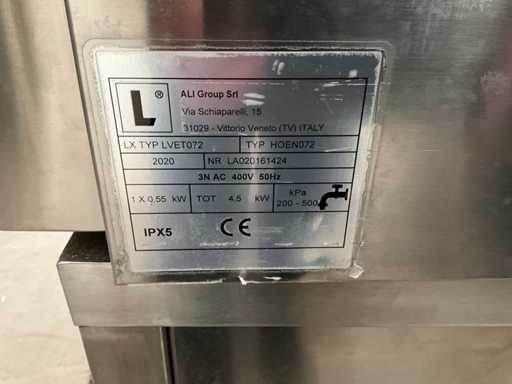 L®
ALI Group Srl
Via Schiaparelli, 15
31029 - Vittorio Veneto (TV) ITALY
LX TYP LVET072 TYP HOEN072
2020 NR LA020161424
3N AC 400V 50Hz
1 X 0,55 kW TOT 4,5 kW kPa 200 - 500
IPX5 CE